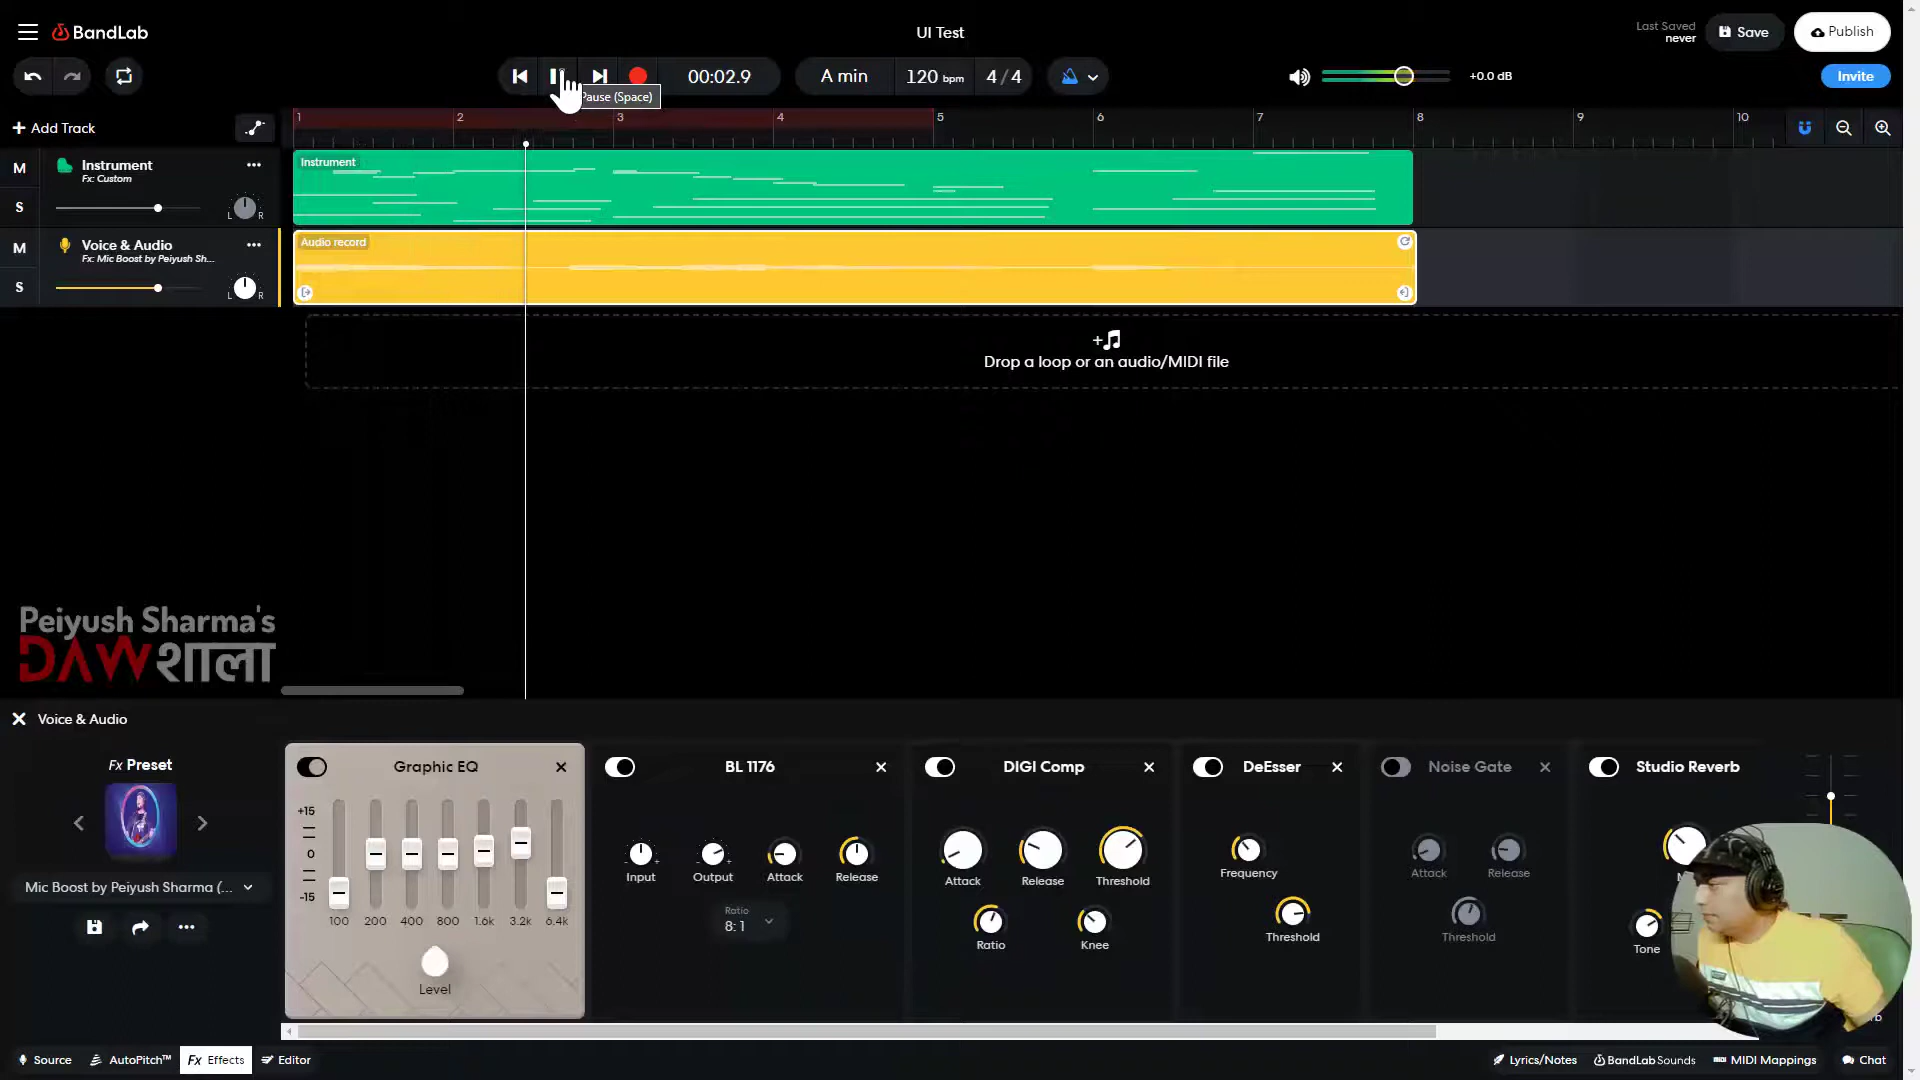 BandLab
UI Test
Last Saved
never
Save
Publish
00:02.9
A min
120 bpm
4/4
+0.0 dB
Invite
Pause (Space)
Add Track
1 2 3 4 5 6 7 8 9 10
M
Instrument
Fx: Custom
S
L R
Instrument
M
Voice & Audio
Fx: Mic Boost by Peiyush Sh...
S
L R
Audio record
Drop a loop or an audio/MIDI file
Peiyush Sharma's
DAWशाला
Voice & Audio
Fx Preset
Mic Boost by Peiyush Sharma (...
Graphic EQ
+15
0
-15
100 200 400 800 1.6k 3.2k 6.4k
Level
BL 1176
Input Output Attack Release
Ratio
8:1
DIGI Comp
Attack Release Threshold
Ratio Knee
DeEsser
Frequency
Threshold
Noise Gate
Attack Release
Threshold
Studio Reverb
Tone
Source
AutoPitch™
Fx Effects
Editor
Lyrics/Notes
BandLab Sounds
MIDI Mappings
Chat